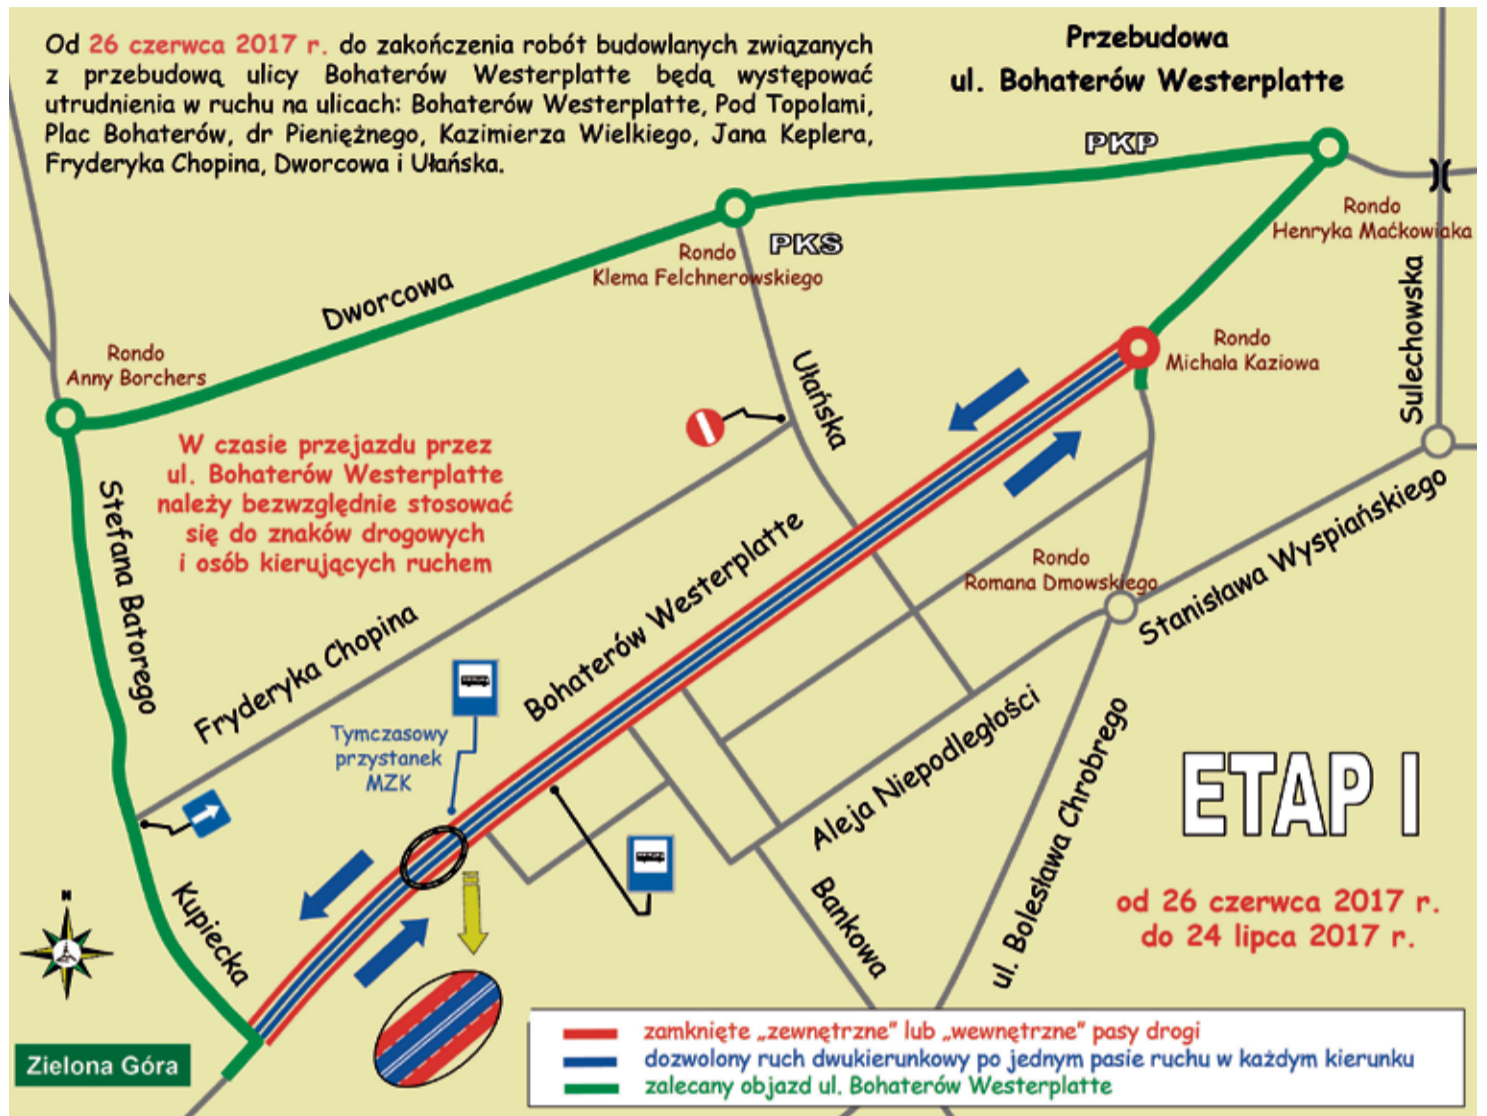 Od 26 czerwca 2017 r. do zakończenia robót budowlanych związanych
z przebudową ulicy Bohaterów Westerplatte będą występować
utrudnienia w ruchu na ulicach: Bohaterów Westerplatte, Pod Topolami,
Plac Bohaterów, dr Pieniężnego, Kazimierza Wielkiego, Jana Keplera,
Fryderyka Chopina, Dworcowa i Ułańska.
Przebudowa
ul. Bohaterów Westerplatte
PKP
Rondo
Henryka Maćkowiaka
PKS
Rondo
Klema Felchnerowskiego
Dworcowa
Sulechowska
Rondo
Anny Borchers
Rondo
Michała Kaziowa
Ułańska
W czasie przejazdu przez
ul. Bohaterów Westerplatte
należy bezwzględnie stosować
się do znaków drogowych
i osób kierujących ruchem
Stefana Batorego
Bohaterów Westerplatte
Rondo
Romana Dmowskiego
Stanisława Wyspiańskiego
Fryderyka Chopina
Tymczasowy
przystanek
MZK
Aleja Niepodległości
ul. Bolesława Chrobrego
ETAP I
Kupiecka
Bankowa
od 26 czerwca 2017 r.
do 24 lipca 2017 r.
N
Zielona Góra
zamknięte „zewnętrzne” lub „wewnętrzne” pasy drogi
dozwolony ruch dwukierunkowy po jednym pasie ruchu w każdym kierunku
zalecany objazd ul. Bohaterów Westerplatte